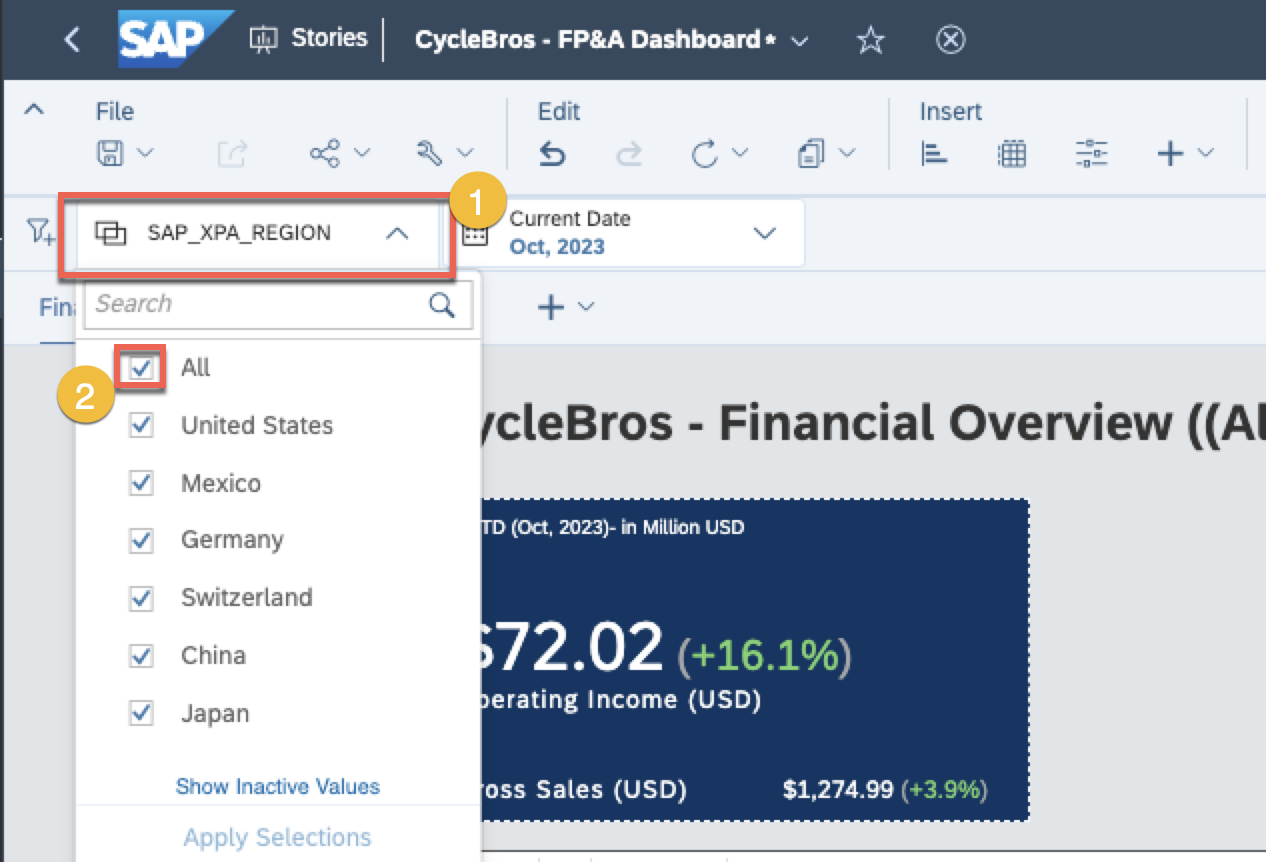 SAP Stories CycleBros - FP&A Dashboard*
File Edit Insert
1
SAP_XPA_REGION
Current Date
Oct, 2023
Search
2
All
United States
Mexico
Germany
Switzerland
China
Japan
Show Inactive Values
Apply Selections
ycleBros - Financial Overview ((Al
TD (Oct, 2023)- in Million USD
$72.02 (+16.1%)
perating Income (USD)
ross Sales (USD) $1,274.99 (+3.9%)